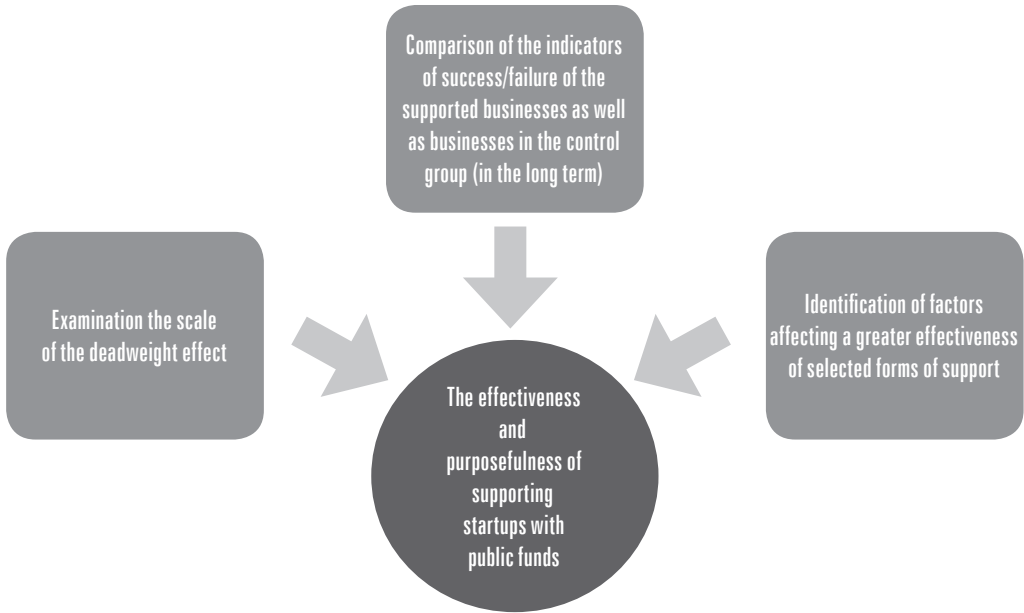 Comparison of the indicators
of success/failure of the
supported businesses as well
as businesses in the control
group (in the long term)
Examination the scale
of the deadweight effect
Identification of factors
affecting a greater effectiveness
of selected forms of support
The effectiveness
and
purposefulness of
supporting
startups with
public funds